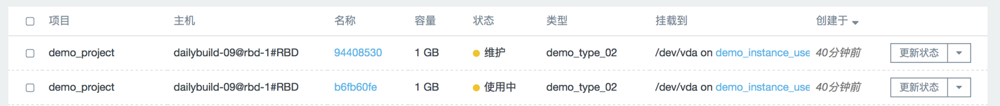 项目 主机 名称 容量 状态 类型 挂载到 创建于
demo_project dailybuild-09@rbd-1#RBD 94408530 1 GB 维护 demo_type_02 /dev/vda on demo_instance_use 40分钟前 更新状态
demo_project dailybuild-09@rbd-1#RBD b6fb60fe 1 GB 使用中 demo_type_02 /dev/vda on demo_instance_use 40分钟前 更新状态